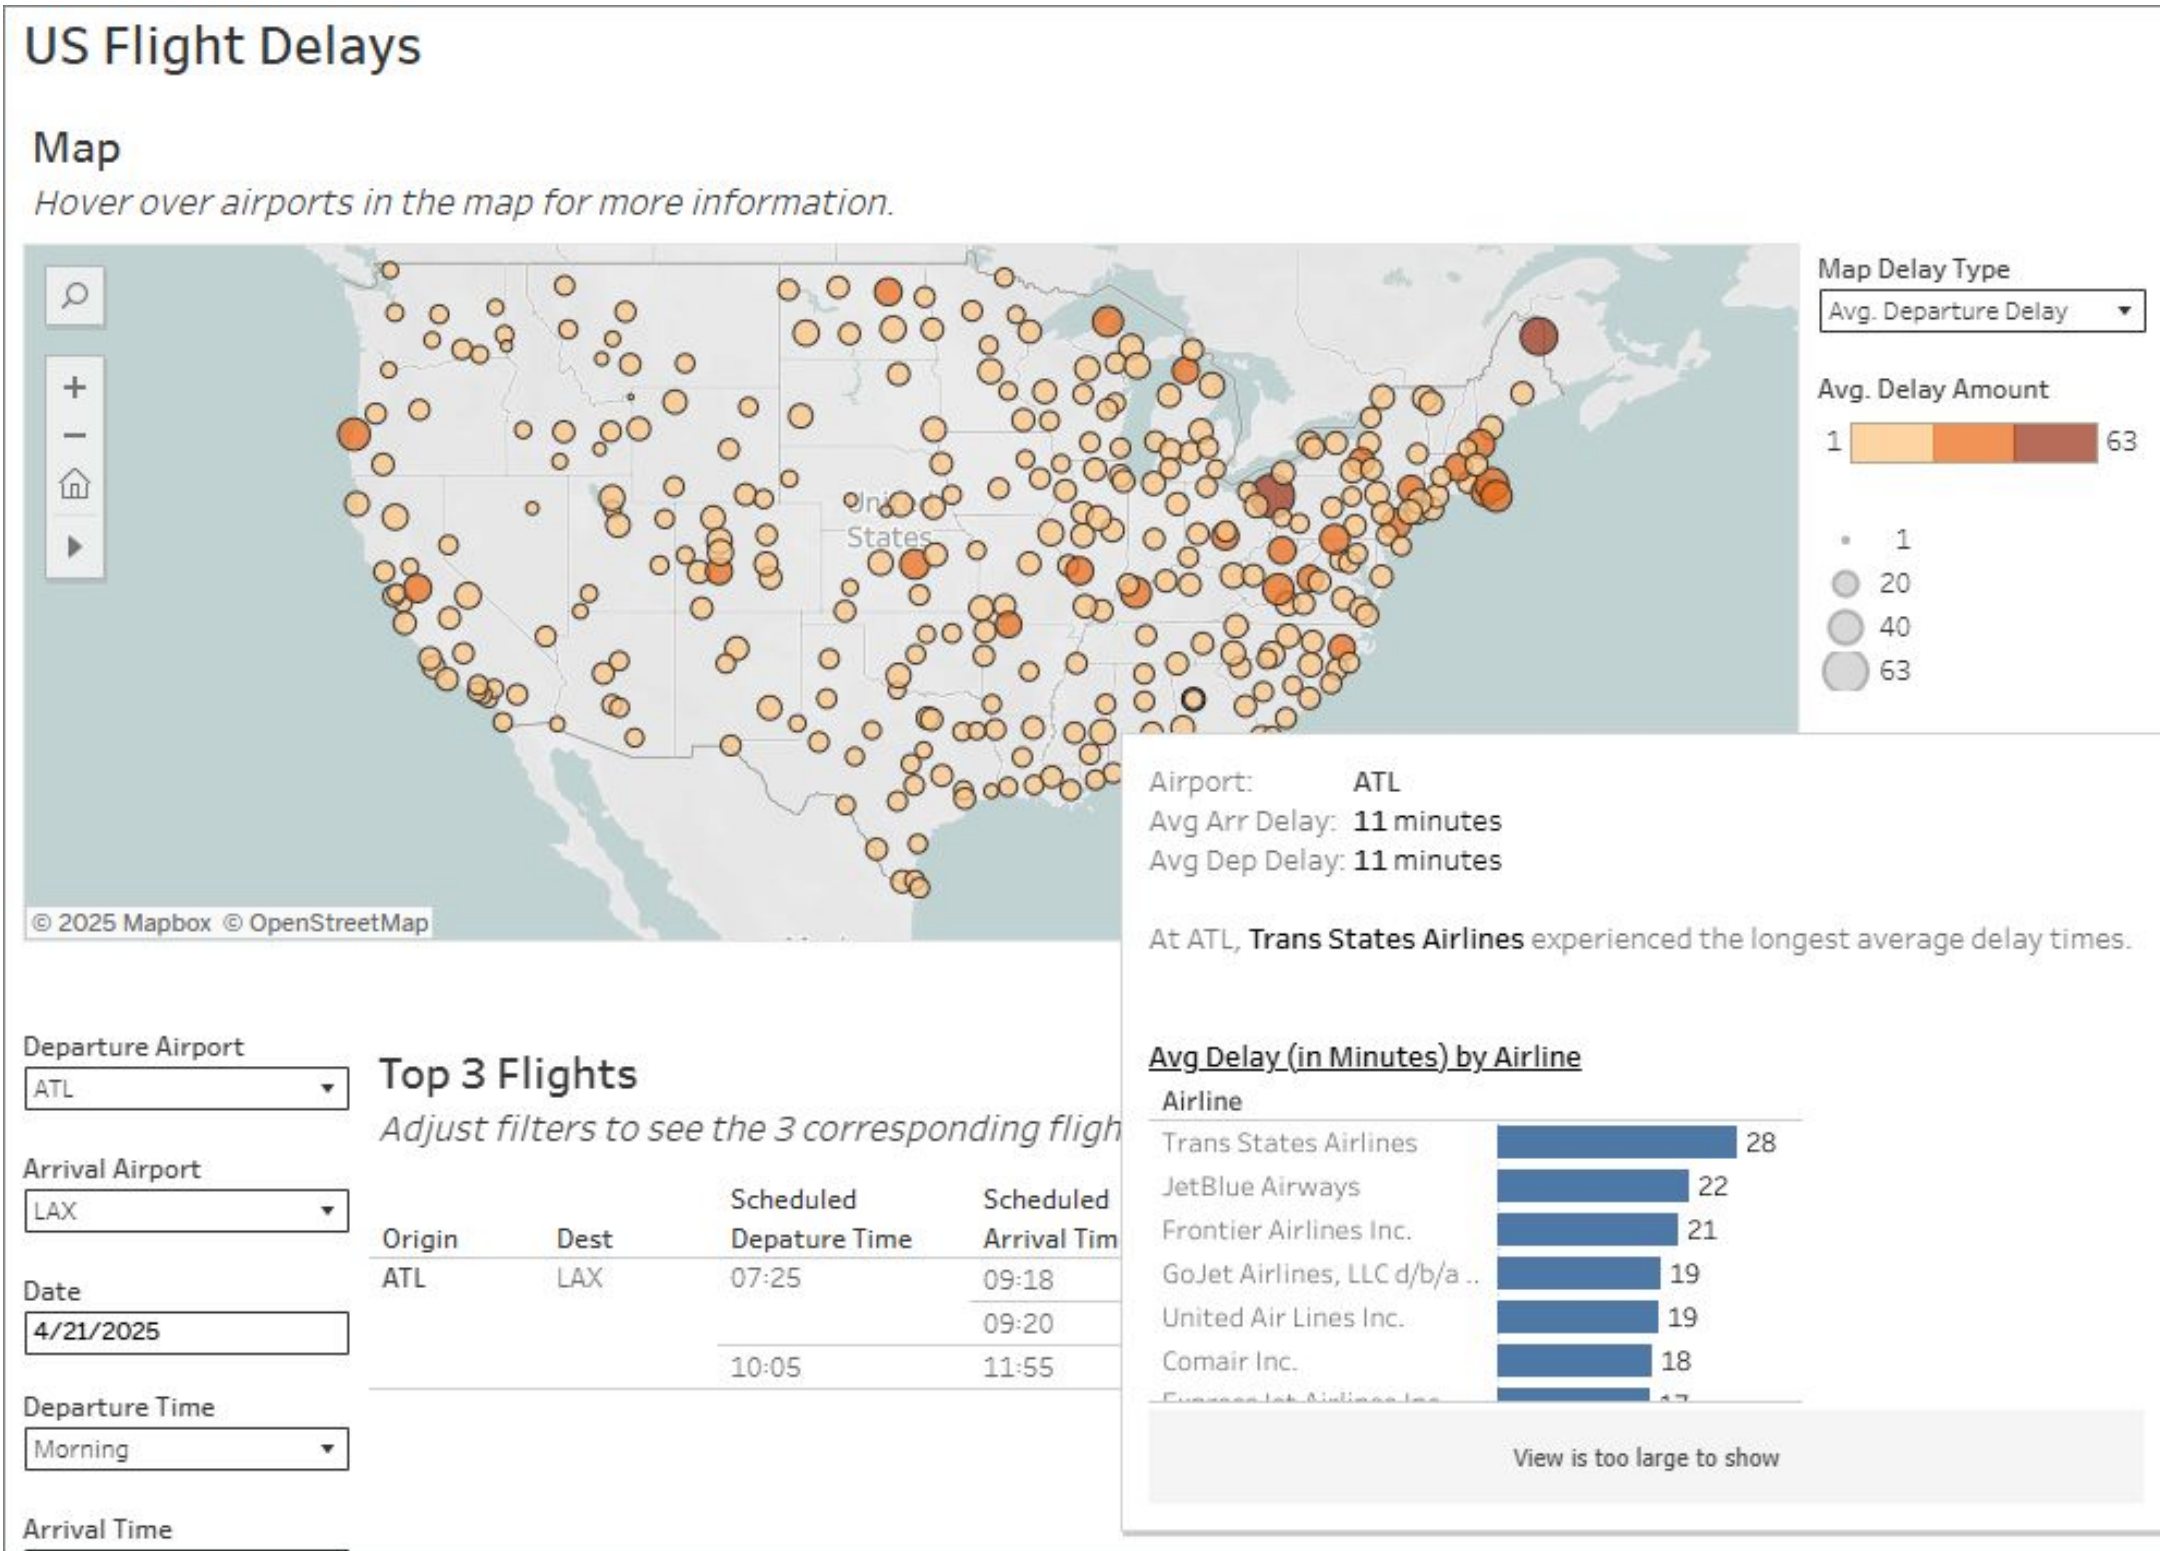 US Flight Delays
Map
Hover over airports in the map for more information.
Map Delay Type
Avg. Departure Delay
Avg. Delay Amount
1 63
1
20
40
63
United
States
© 2025 Mapbox © OpenStreetMap
Airport: ATL
Avg Arr Delay: 11 minutes
Avg Dep Delay: 11 minutes
At ATL, Trans States Airlines experienced the longest average delay times.
Avg Delay (in Minutes) by Airline
Airline
Trans States Airlines 28
JetBlue Airways 22
Frontier Airlines Inc. 21
GoJet Airlines, LLC d/b/a .. 19
United Air Lines Inc. 19
Comair Inc. 18
ExpressJet Airlines Inc. 17
View is too large to show
Departure Airport
ATL
Arrival Airport
LAX
Date
4/21/2025
Departure Time
Morning
Arrival Time
Top 3 Flights
Adjust filters to see the 3 corresponding fligh
Scheduled Scheduled
Origin Dest Depature Time Arrival Tim
ATL LAX 07:25 09:18
09:20
10:05 11:55